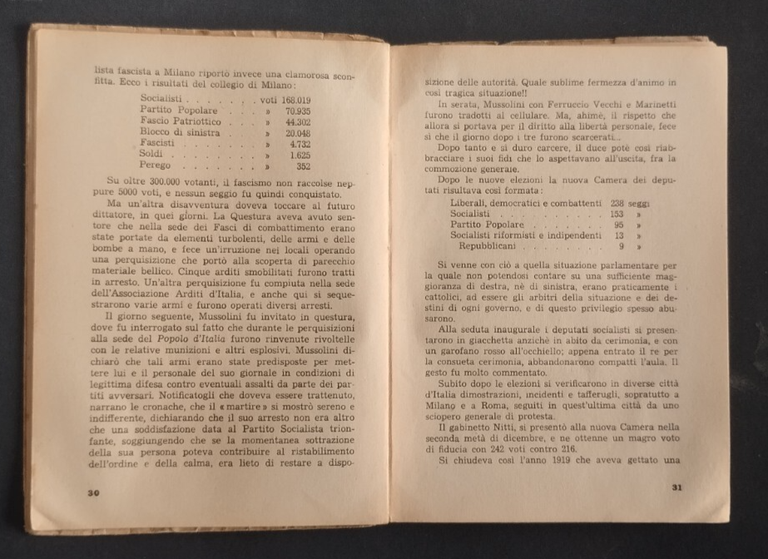 lista fascista a Milano riportò invece una clamorosa scon-
fitta. Ecco i risultati del collegio di Milano:
Socialisti . . . . . . . voti 168.019
Partito Popolare . . . » 70.935
Fascio Patriottico . . . » 44.302
Blocco di sinistra . . . » 20.048
Fascisti . . . . . . . » 4.732
Soldi . . . . . . . . » 1.625
Perego . . . . . . . » 352
Su oltre 300.000 votanti, il fascismo non raccolse nep-
pure 5000 voti, e nessun seggio fu quindi conquistato.
Ma un'altra disavventura doveva toccare al futuro
dittatore, in quei giorni. La Questura aveva avuto sen-
tore che nella sede dei Fasci di combattimento erano
state portate da elementi turbolenti, delle armi e delle
bombe a mano, e fece un'irruzione nei locali operando
una perquisizione che portò alla scoperta di parecchio
materiale bellico. Cinque arditi smobilitati furono tratti
in arresto. Un'altra perquisizione fu compiuta nella sede
dell'Associazione Arditi d'Italia, e anche qui si seque-
strarono varie armi e furono operati diversi arresti.
Il giorno seguente, Mussolini fu invitato in questura,
dove fu interrogato sul fatto che durante le perquisizioni
alla sede del Popolo d'Italia furono rinvenute rivoltelle
con le relative munizioni e altri esplosivi. Mussolini di-
chiarò che tali armi erano state predisposte per met-
tere lui e il personale del suo giornale in condizioni di
legittima difesa contro eventuali assalti da parte dei par-
titi avversari. Notificatogli che doveva essere trattenuto,
narrano le cronache, che il «martire» si mostrò sereno e
indifferente, dichiarando che il suo arresto non era altro
che una soddisfazione data al Partito Socialista trion-
fante, soggiungendo che se la momentanea sottrazione
della sua persona poteva contribuire al ristabilimento
dell'ordine e della calma, era lieto di restare a dispo-
30
sizione delle autorità. Quale sublime fermezza d'animo in
così tragica situazione!!
In serata, Mussolini con Ferruccio Vecchi e Marinetti
furono tradotti al cellulare. Ma, ahimè, il rispetto che
allora si portava per il diritto alla libertà personale, fece
sì che il giorno dopo i tre furono scarcerati...
Dopo tanto e sì duro carcere, il duce potè così riab-
bracciare i suoi fidi che lo aspettavano all'uscita, fra la
commozione generale.
Dopo le nuove elezioni la nuova Camera dei depu-
tati risultava così formata:
Liberali, democratici e combattenti 238 seggi
Socialisti . . . . . . . . 153 »
Partito Popolare . . . . . . 95 »
Socialisti riformisti e indipendenti 13 »
Repubblicani . . . . . . . 9 »
Si venne con ciò a quella situazione parlamentare per
la quale non potendosi contare su una sufficiente mag-
gioranza di destra, nè di sinistra, erano praticamente i
cattolici, ad essere gli arbitri della situazione e dei de-
stini di ogni governo, e di questo privilegio spesso abu-
sarono.
Alla seduta inaugurale i deputati socialisti si presen-
tarono in giacchetta anzichè in abito da cerimonia, e con
un garofano rosso all'occhiello; appena entrato il re per
la consueta cerimonia, abbandonarono compatti l'aula. Il
gesto fu molto commentato.
Subito dopo le elezioni si verificarono in diverse città
d'Italia dimostrazioni, incidenti e tafferugli, sopratutto a
Milano e a Roma, seguiti in quest'ultima città da uno
sciopero generale di protesta.
Il gabinetto Nitti, si presentò alla nuova Camera nella
seconda metà di dicembre, e ne ottenne un magro voto
di fiducia con 242 voti contro 216.
Si chiudeva così l'anno 1919 che aveva gettato una
31